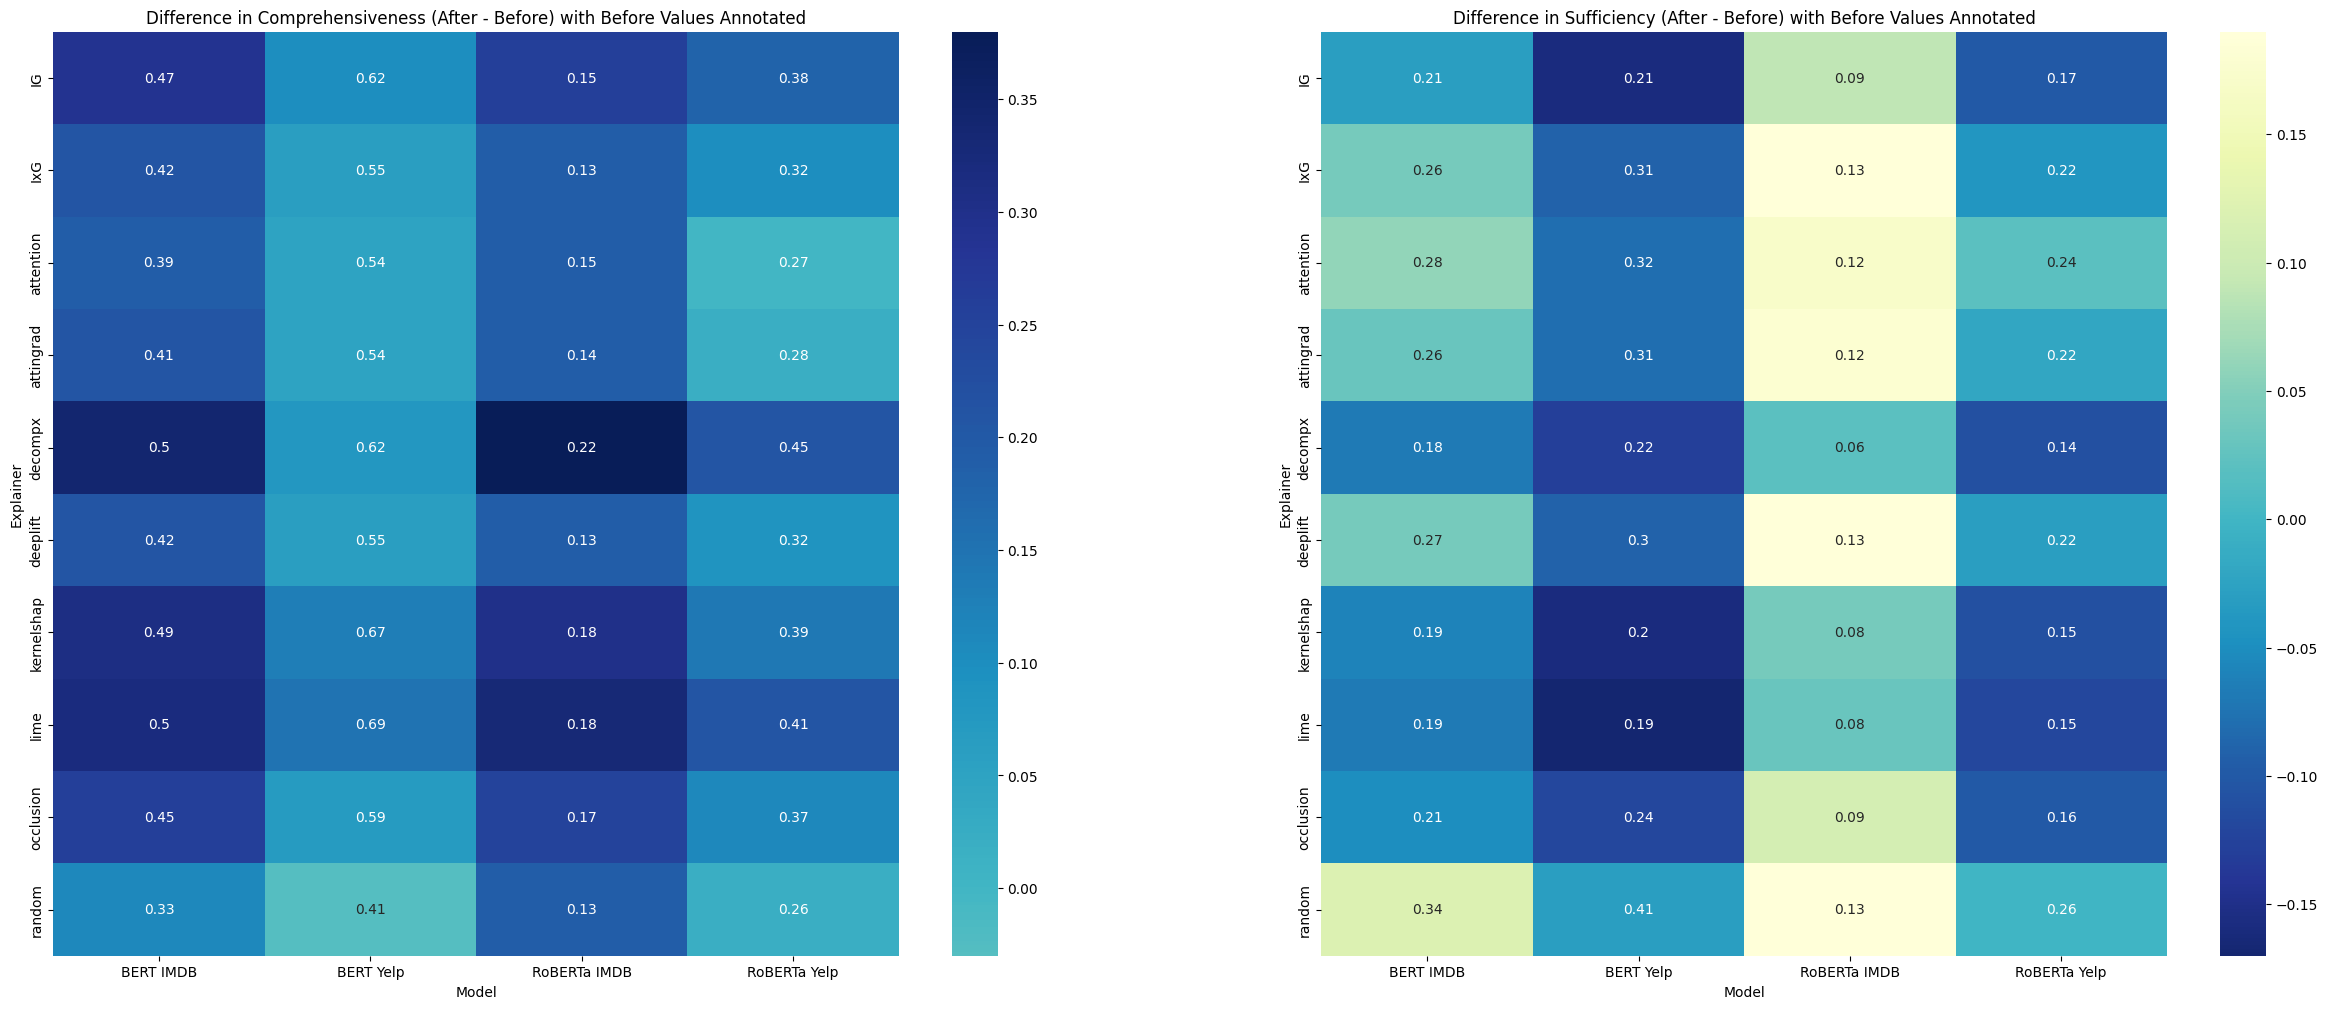 Difference in Comprehensiveness (After - Before) with Before Values Annotated
Explainer
IG 0.47 0.62 0.15 0.38
IxG 0.42 0.55 0.13 0.32
attention 0.39 0.54 0.15 0.27
attingrad 0.41 0.54 0.14 0.28
decompx 0.5 0.62 0.22 0.45
deeplift 0.42 0.55 0.13 0.32
kernelshap 0.49 0.67 0.18 0.39
lime 0.5 0.69 0.18 0.41
occlusion 0.45 0.59 0.17 0.37
random 0.33 0.41 0.13 0.26
BERT IMDB BERT Yelp RoBERTa IMDB RoBERTa Yelp
Model
0.35
0.30
0.25
0.20
0.15
0.10
0.05
0.00
Difference in Sufficiency (After - Before) with Before Values Annotated
Explainer
IG 0.21 0.21 0.09 0.17
IxG 0.26 0.31 0.13 0.22
attention 0.28 0.32 0.12 0.24
attingrad 0.26 0.31 0.12 0.22
decompx 0.18 0.22 0.06 0.14
deeplift 0.27 0.3 0.13 0.22
kernelshap 0.19 0.2 0.08 0.15
lime 0.19 0.19 0.08 0.15
occlusion 0.21 0.24 0.09 0.16
random 0.34 0.41 0.13 0.26
BERT IMDB BERT Yelp RoBERTa IMDB RoBERTa Yelp
Model
0.15
0.10
0.05
0.00
−0.05
−0.10
−0.15